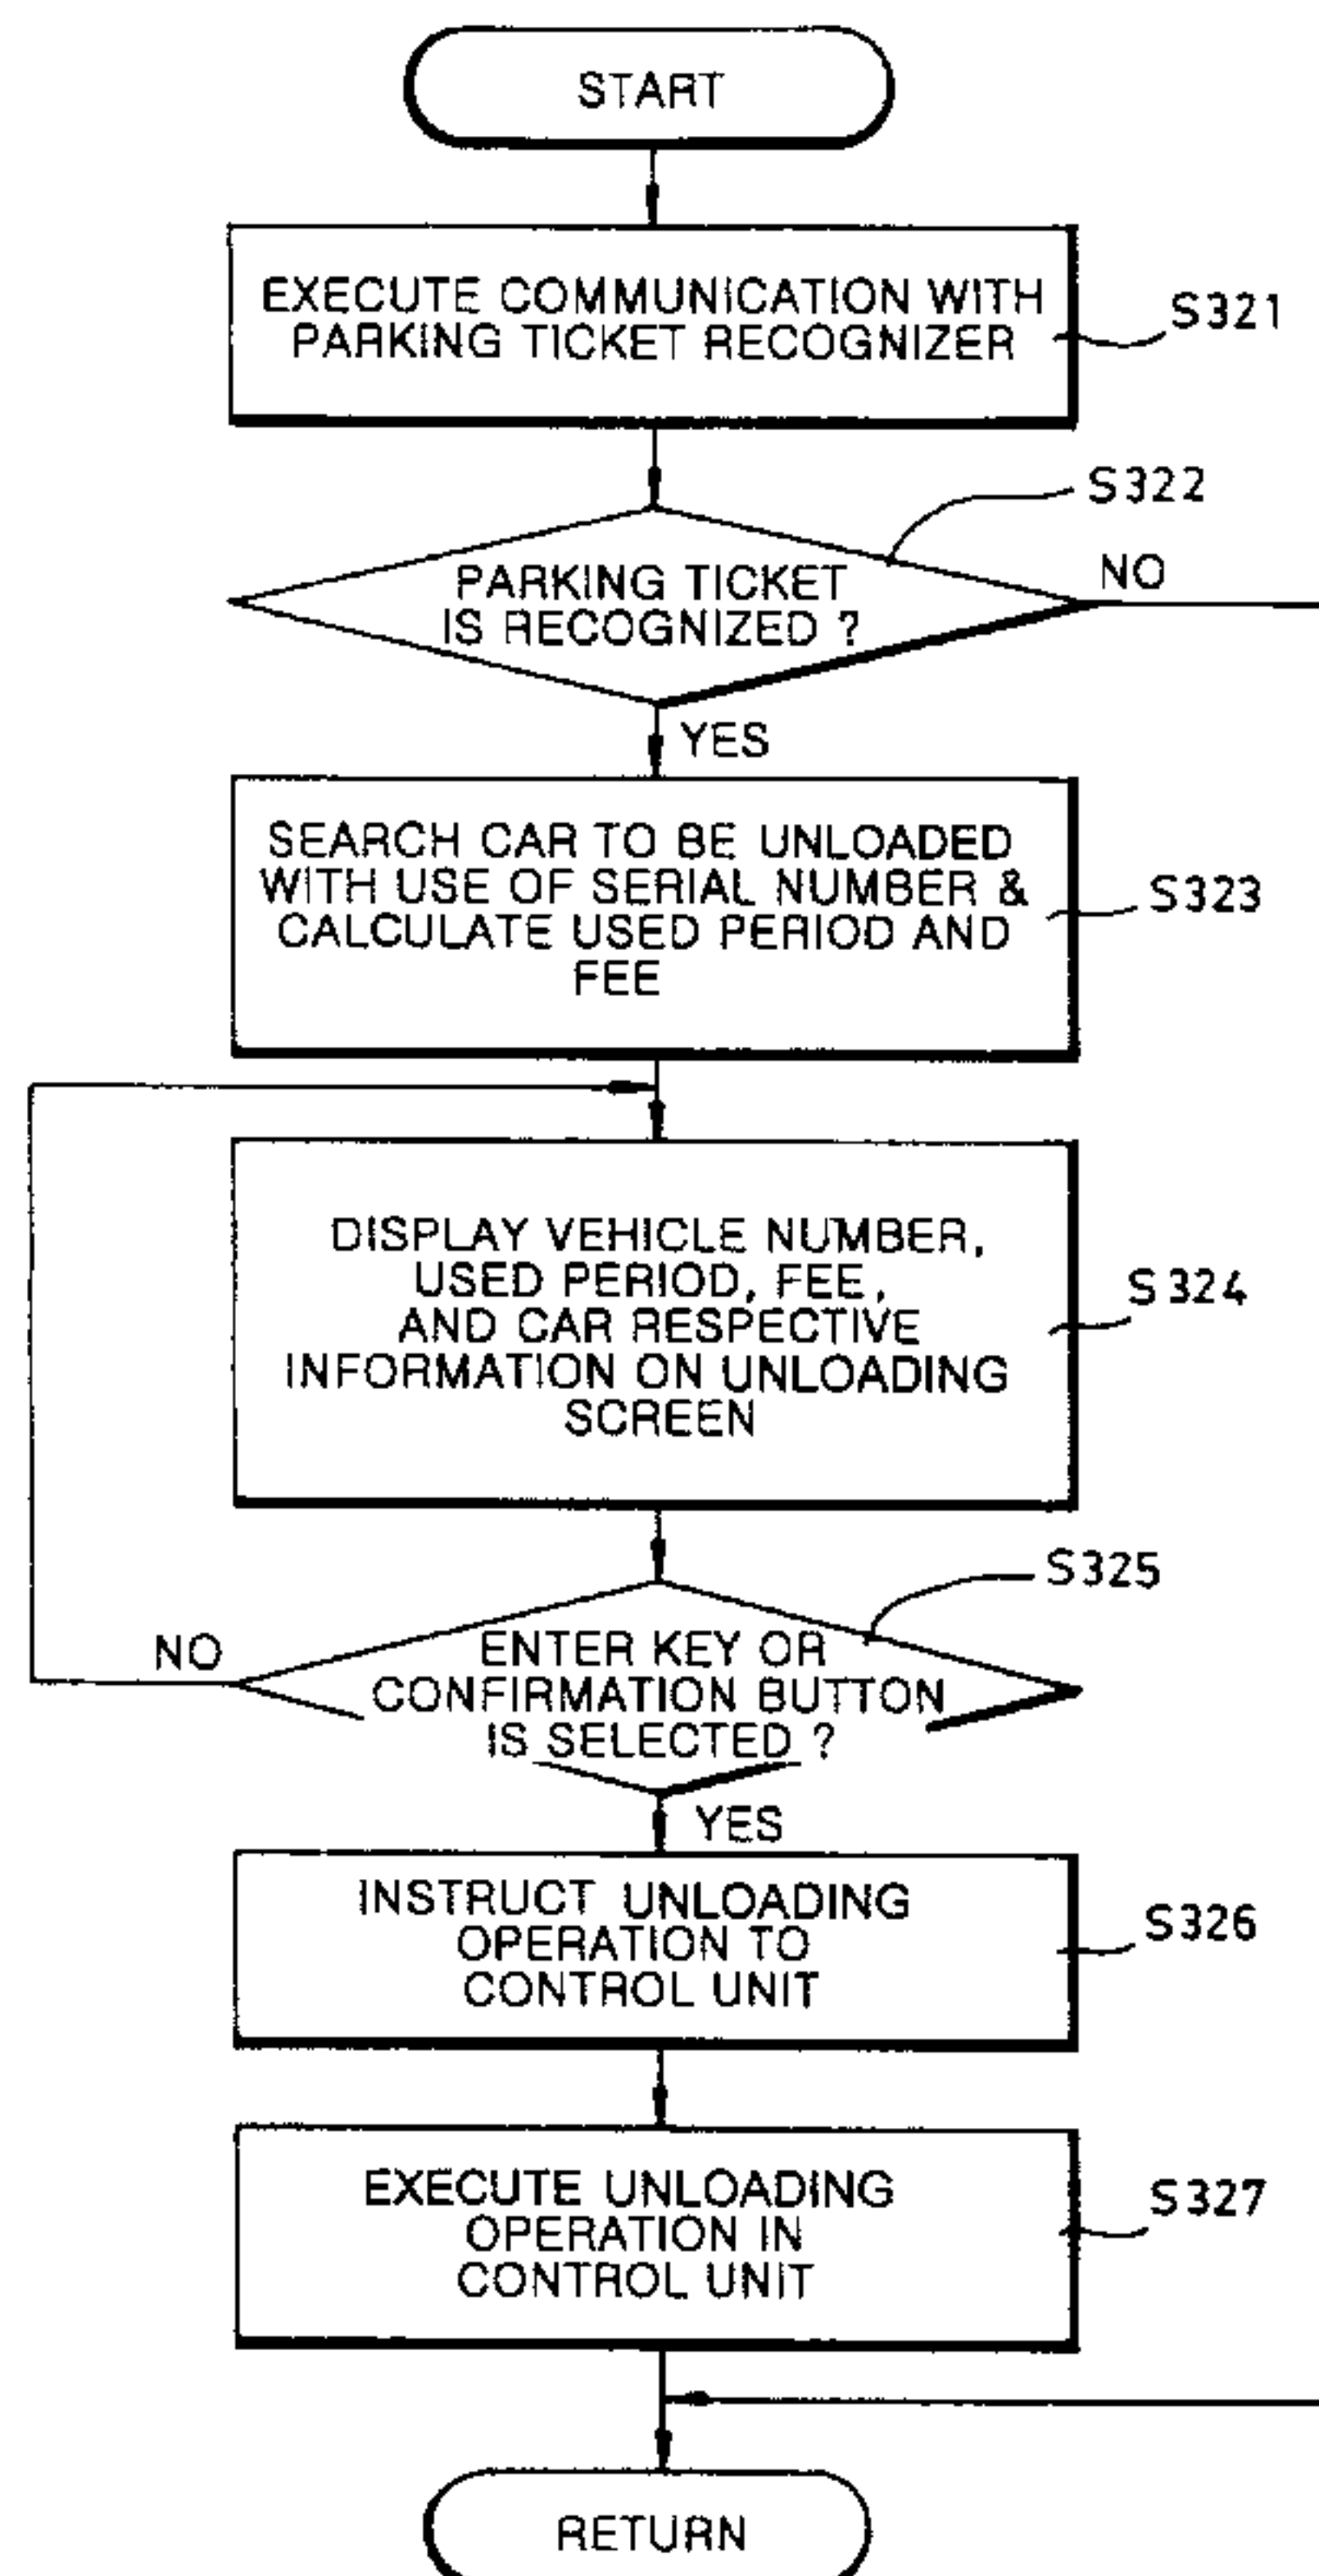 START
EXECUTE COMMUNICATION WITH
PARKING TICKET RECOGNIZER
S321
S322
PARKING TICKET
IS RECOGNIZED ?
NO
YES
SEARCH CAR TO BE UNLOADED
WITH USE OF SERIAL NUMBER &
CALCULATE USED PERIOD AND
FEE
S323
DISPLAY VEHICLE NUMBER,
USED PERIOD, FEE,
AND CAR RESPECTIVE
INFORMATION ON UNLOADING
SCREEN
S324
S325
ENTER KEY OR
CONFIRMATION BUTTON
IS SELECTED ?
NO
YES
INSTRUCT UNLOADING
OPERATION TO
CONTROL UNIT
S326
EXECUTE UNLOADING
OPERATION IN
CONTROL UNIT
S327
RETURN